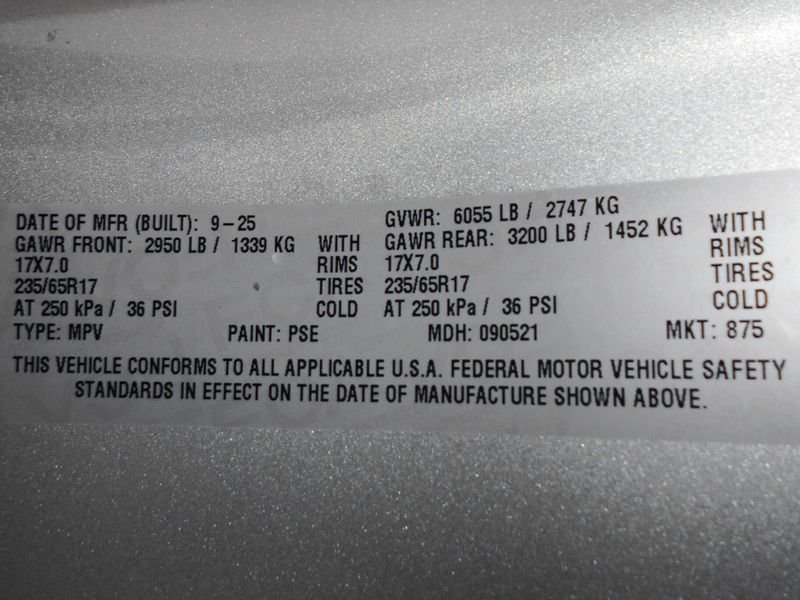 DATE OF MFR (BUILT): 9-25 GVWR: 6055 LB / 2747 KG
GAWR FRONT: 2950 LB / 1339 KG WITH GAWR REAR: 3200 LB / 1452 KG WITH
17X7.0 RIMS 17X7.0 RIMS
235/65R17 TIRES 235/65R17 TIRES
AT 250 kPa / 36 PSI COLD AT 250 kPa / 36 PSI COLD
TYPE: MPV PAINT: PSE MDH: 090521 MKT: 875
THIS VEHICLE CONFORMS TO ALL APPLICABLE U.S.A. FEDERAL MOTOR VEHICLE SAFETY
STANDARDS IN EFFECT ON THE DATE OF MANUFACTURE SHOWN ABOVE.